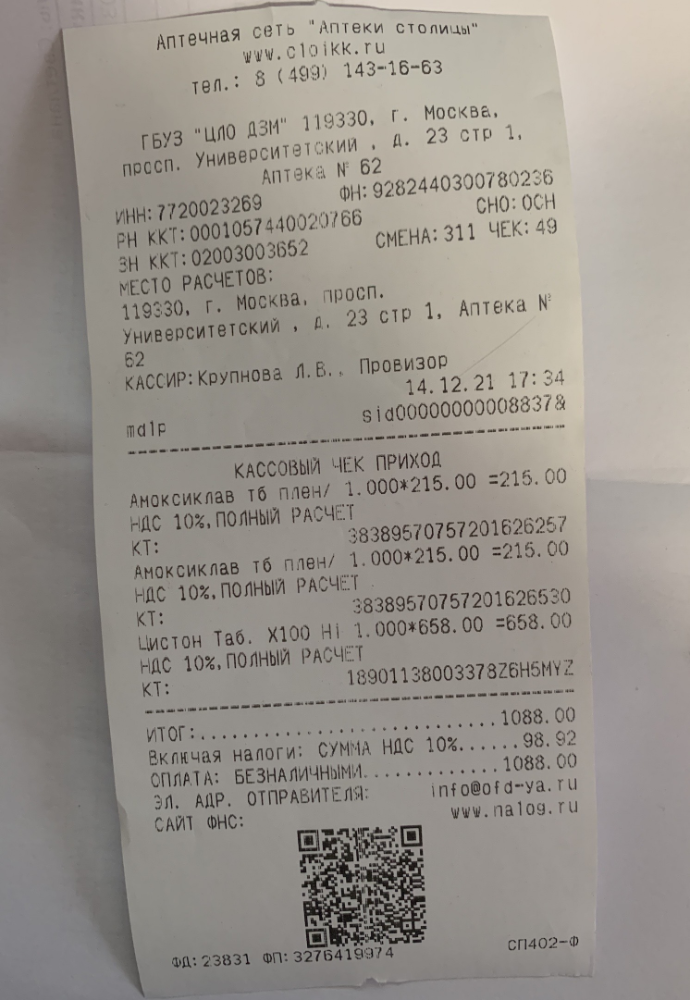 Аптечная сеть "Аптеки столицы"
www.cloikk.ru
тел.: 8 (499) 143-16-63
ГБУЗ "ЦЛО ДЗМ" 119330, г. Москва,
просп. Университетский , д. 23 стр 1,
Аптека № 62
ИНН:7720023269 ФН:9282440300780236
РН ККТ:0001057440020766 СНО:ОСН
ЗН ККТ:02003003652 СМЕНА:311 ЧЕК:49
МЕСТО РАСЧЕТОВ:
119330, г. Москва, просп.
Университетский , д. 23 стр 1, Аптека №
62
КАССИР:Крупнова Л.В., Провизор
14.12.21 17:34
mdlp sid00000000008837&
КАССОВЫЙ ЧЕК ПРИХОД
Амоксиклав тб плен/ 1.000*215.00 =215.00
НДС 10%,ПОЛНЫЙ РАСЧЕТ
КТ: 38389570757201626257
Амоксиклав тб плен/ 1.000*215.00 =215.00
НДС 10%,ПОЛНЫЙ РАСЧЕТ
КТ: 38389570757201626530
Цистон Таб. Х100 Hi 1.000*658.00 =658.00
НДС 10%,ПОЛНЫЙ РАСЧЕТ
КТ: 18901138003378Z6H5MYZ
ИТОГ:..........................1088.00
Включая налоги: СУММА НДС 10%......98.92
ОПЛАТА: БЕЗНАЛИЧНЫМИ............1088.00
ЭЛ. АДР. ОТПРАВИТЕЛЯ: info@ofd-ya.ru
САЙТ ФНС: www.nalog.ru
ФД:23831 ФП:3276419974 СП402-Ф